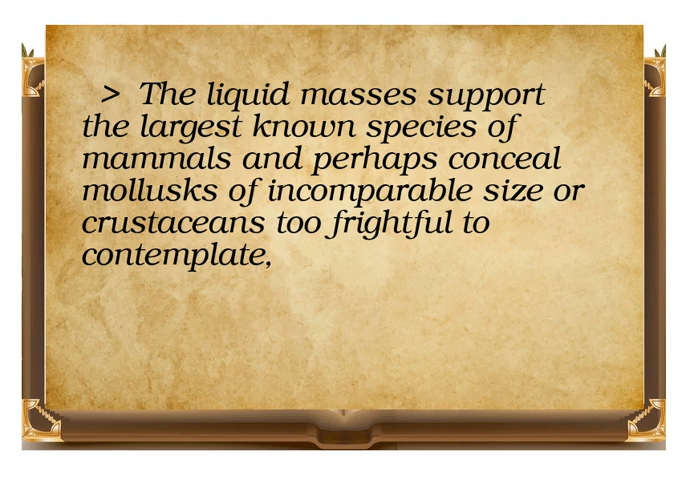 > The liquid masses support
the largest known species of
mammals and perhaps conceal
mollusks of incomparable size or
crustaceans too frightful to
contemplate,